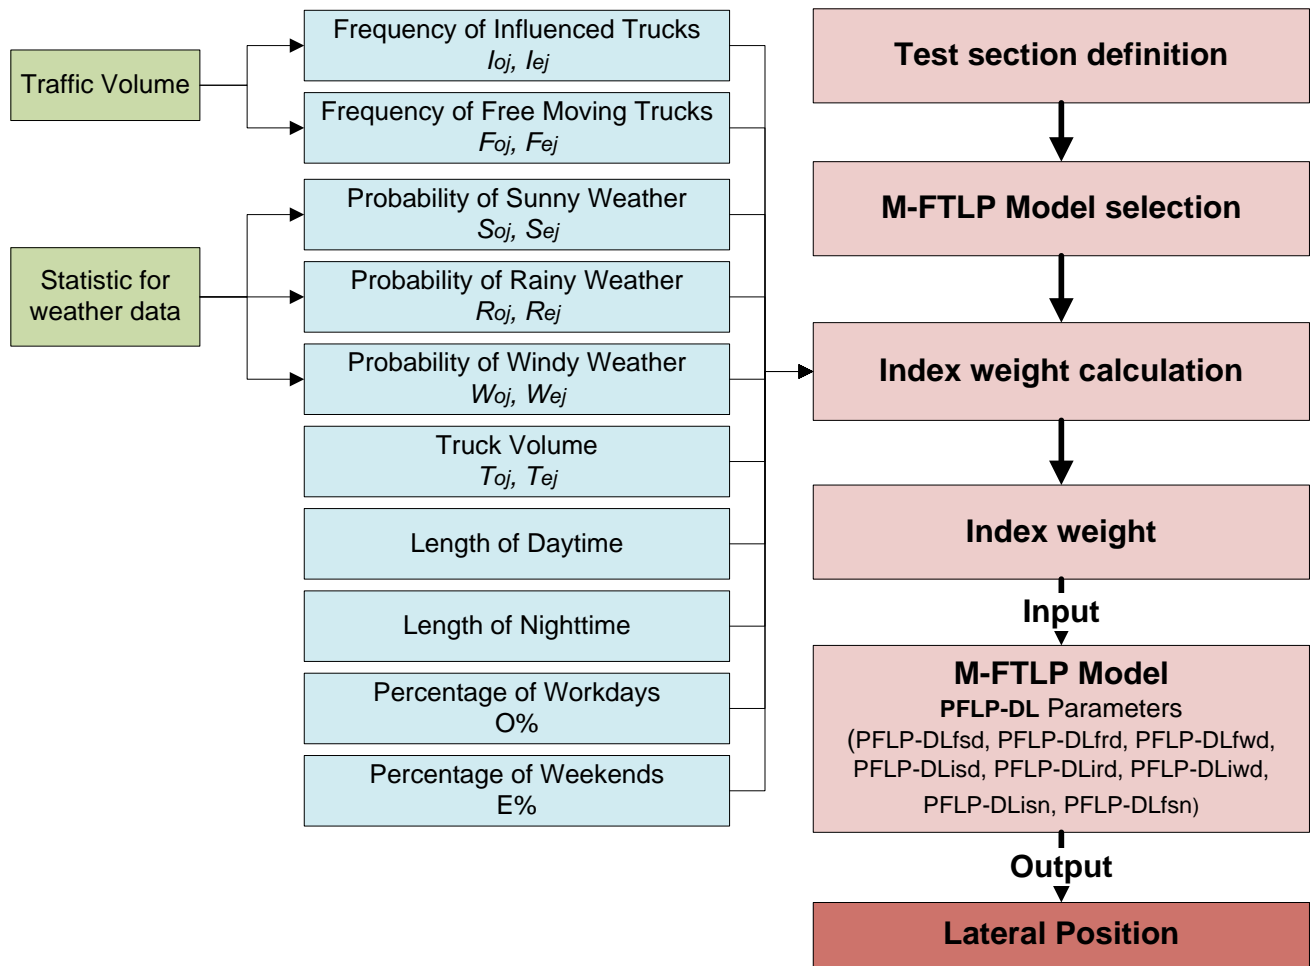 Traffic Volume
Statistic for
weather data
Frequency of Influenced Trucks
Ioj, Iej
Frequency of Free Moving Trucks
Foj, Fej
Probability of Sunny Weather
Soj, Sej
Probability of Rainy Weather
Roj, Rej
Probability of Windy Weather
Woj, Wej
Truck Volume
Toj, Tej
Length of Daytime
Length of Nighttime
Percentage of Workdays
O%
Percentage of Weekends
E%
Test section definition
M-FTLP Model selection
Index weight calculation
Index weight
Input
M-FTLP Model
PFLP-DL Parameters
(PFLP-DLfsd, PFLP-DLfrd, PFLP-DLfwd,
PFLP-DLisd, PFLP-DLird, PFLP-DLiwd,
PFLP-DLisn, PFLP-DLfsn)
Output
Lateral Position